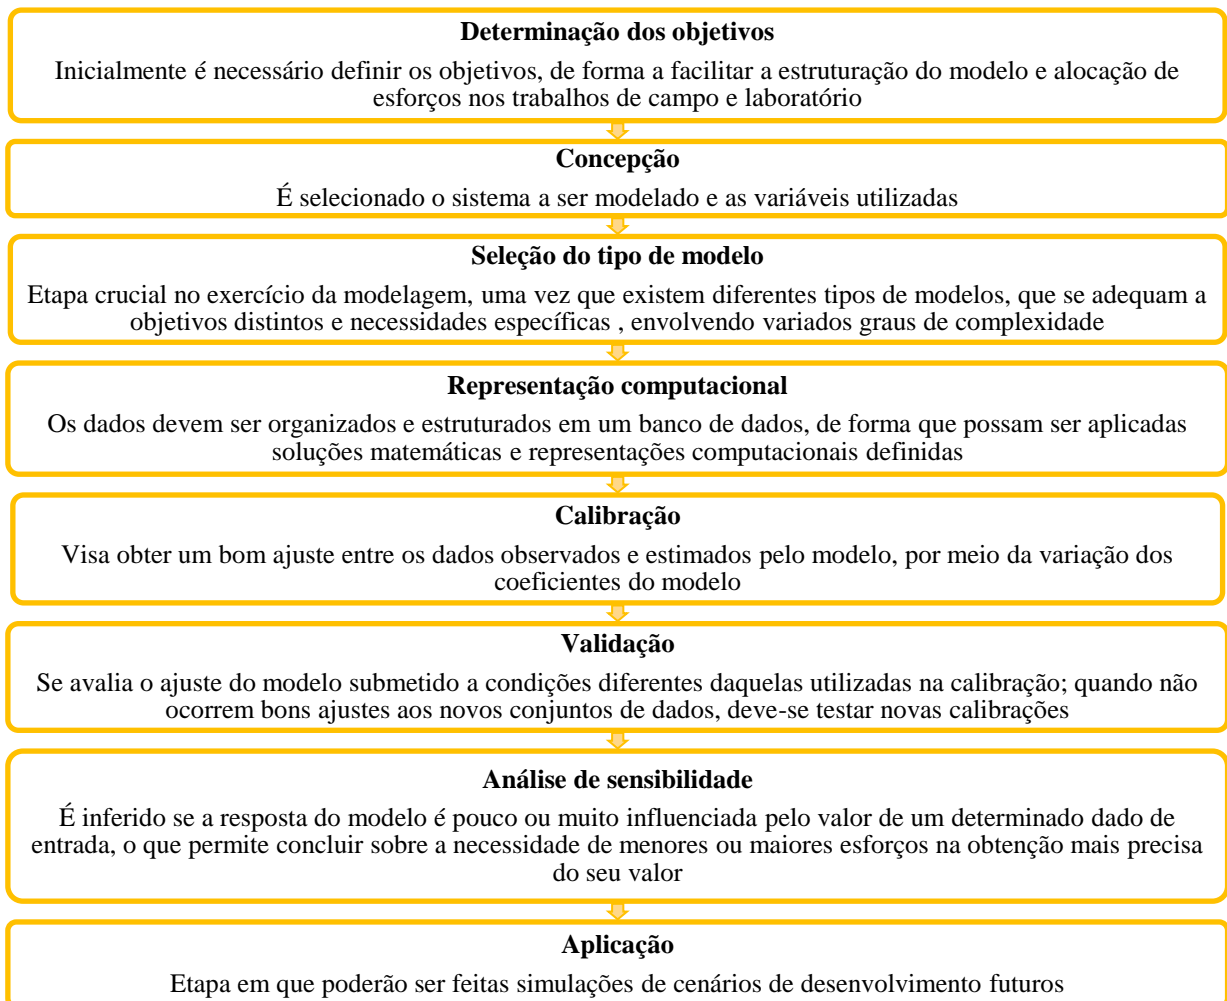 Determinação dos objetivos
Inicialmente é necessário definir os objetivos, de forma a facilitar a estruturação do modelo e alocação de
esforços nos trabalhos de campo e laboratório
Concepção
É selecionado o sistema a ser modelado e as variáveis utilizadas
Seleção do tipo de modelo
Etapa crucial no exercício da modelagem, uma vez que existem diferentes tipos de modelos, que se adequam a
objetivos distintos e necessidades específicas , envolvendo variados graus de complexidade
Representação computacional
Os dados devem ser organizados e estruturados em um banco de dados, de forma que possam ser aplicadas
soluções matemáticas e representações computacionais definidas
Calibração
Visa obter um bom ajuste entre os dados observados e estimados pelo modelo, por meio da variação dos
coeficientes do modelo
Validação
Se avalia o ajuste do modelo submetido a condições diferentes daquelas utilizadas na calibração; quando não
ocorrem bons ajustes aos novos conjuntos de dados, deve-se testar novas calibrações
Análise de sensibilidade
É inferido se a resposta do modelo é pouco ou muito influenciada pelo valor de um determinado dado de
entrada, o que permite concluir sobre a necessidade de menores ou maiores esforços na obtenção mais precisa
do seu valor
Aplicação
Etapa em que poderão ser feitas simulações de cenários de desenvolvimento futuros